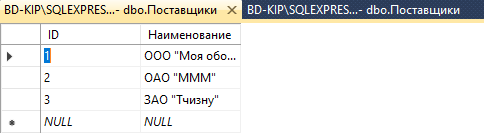 BD-KIP\SQLEXPRES...- dbo.Поставщики × BD-KIP\SQLEXPRES...- dbo.Поставщики
ID Наименование
1 ООО "Моя обо...
2 ОАО "МММ"
3 ЗАО "Тчизну"
NULL NULL